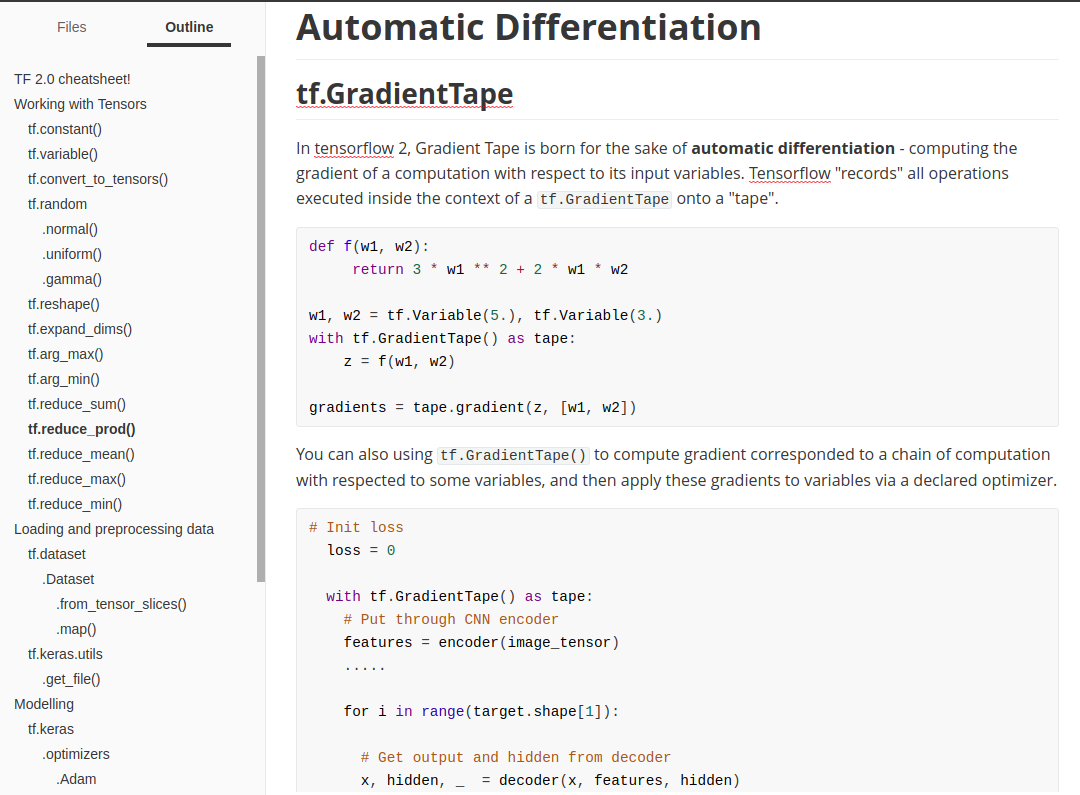 Files
Outline
TF 2.0 cheatsheet!
Working with Tensors
tf.constant()
tf.variable()
tf.convert_to_tensors()
tf.random
.normal()
.uniform()
.gamma()
tf.reshape()
tf.expand_dims()
tf.arg_max()
tf.arg_min()
tf.reduce_sum()
tf.reduce_prod()
tf.reduce_mean()
tf.reduce_max()
tf.reduce_min()
Loading and preprocessing data
tf.dataset
.Dataset
.from_tensor_slices()
.map()
tf.keras.utils
.get_file()
Modelling
tf.keras
.optimizers
.Adam
Automatic Differentiation
tf.GradientTape
In tensorflow 2, Gradient Tape is born for the sake of automatic differentiation - computing the
gradient of a computation with respect to its input variables. Tensorflow "records" all operations
executed inside the context of a tf.GradientTape onto a "tape".
def f(w1, w2):
     return 3 * w1 ** 2 + 2 * w1 * w2
w1, w2 = tf.Variable(5.), tf.Variable(3.)
with tf.GradientTape() as tape:
    z = f(w1, w2)
gradients = tape.gradient(z, [w1, w2])
You can also using tf.GradientTape() to compute gradient corresponded to a chain of computation
with respected to some variables, and then apply these gradients to variables via a declared optimizer.
# Init loss
  loss = 0
  with tf.GradientTape() as tape:
    # Put through CNN encoder
    features = encoder(image_tensor)
    .....
    for i in range(target.shape[1]):
      # Get output and hidden from decoder
      x, hidden, _  = decoder(x, features, hidden)